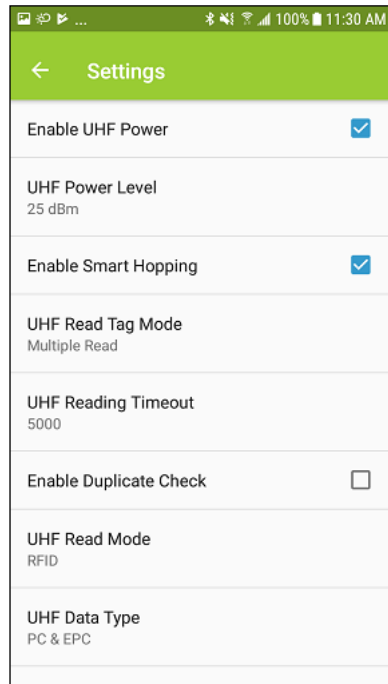 ... 100% 11:30 AM
Settings
Enable UHF Power
UHF Power Level
25 dBm
Enable Smart Hopping
UHF Read Tag Mode
Multiple Read
UHF Reading Timeout
5000
Enable Duplicate Check
UHF Read Mode
RFID
UHF Data Type
PC & EPC